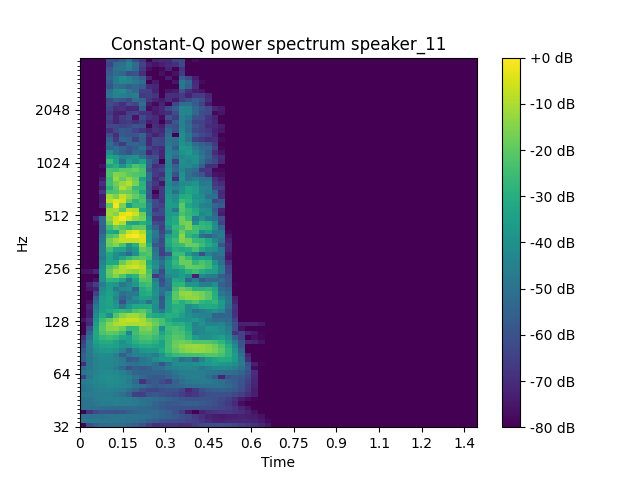 Constant-Q power spectrum speaker_11
Hz
2048
1024
512
256
128
64
32
0 0.15 0.3 0.45 0.6 0.75 0.9 1.1 1.2 1.4
Time
+0 dB
-10 dB
-20 dB
-30 dB
-40 dB
-50 dB
-60 dB
-70 dB
-80 dB